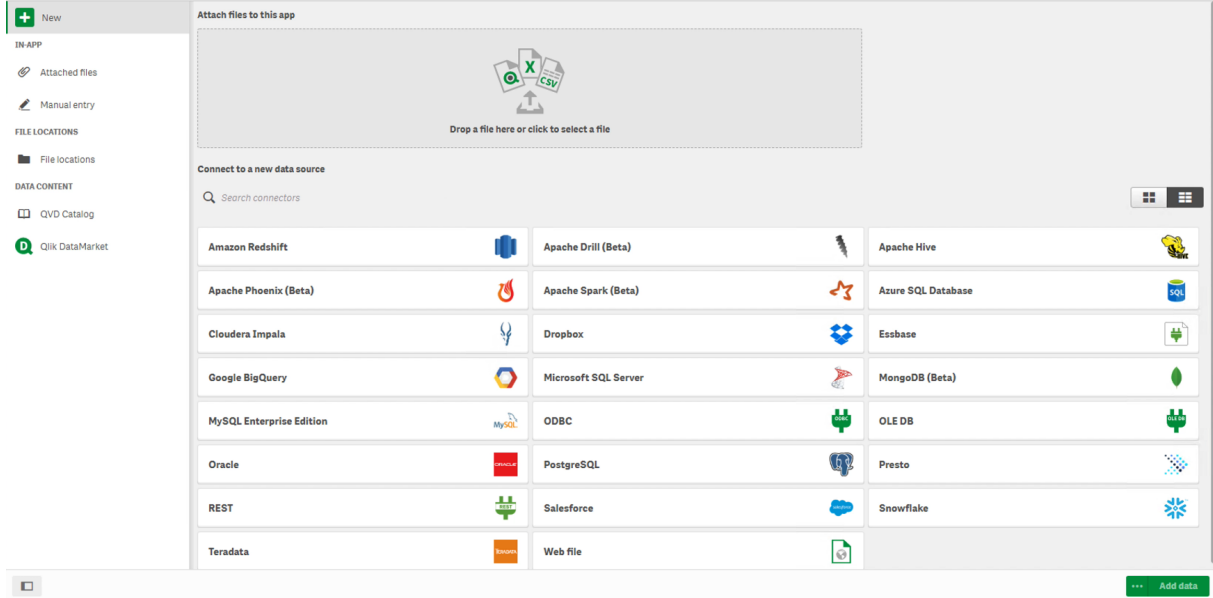 New
IN-APP
Attached files
Manual entry
FILE LOCATIONS
File locations
DATA CONTENT
QVD Catalog
D Qlik DataMarket
Attach files to this app
X
CSV
Drop a file here or click to select a file
Connect to a new data source
Search connectors
Amazon Redshift
Apache Drill (Beta)
Apache Hive
HIVE
Apache Phoenix (Beta)
Apache Spark (Beta)
Azure SQL Database
SQL
Cloudera Impala
Dropbox
Essbase
Google BigQuery
Microsoft SQL Server
MongoDB (Beta)
MySQL Enterprise Edition
MySQL
ODBC
ODBC
OLE DB
OLE DB
Oracle
ORACLE
PostgreSQL
Presto
REST
REST
Salesforce
salesforce
Snowflake
Teradata
TERADATA
Web file
... Add data